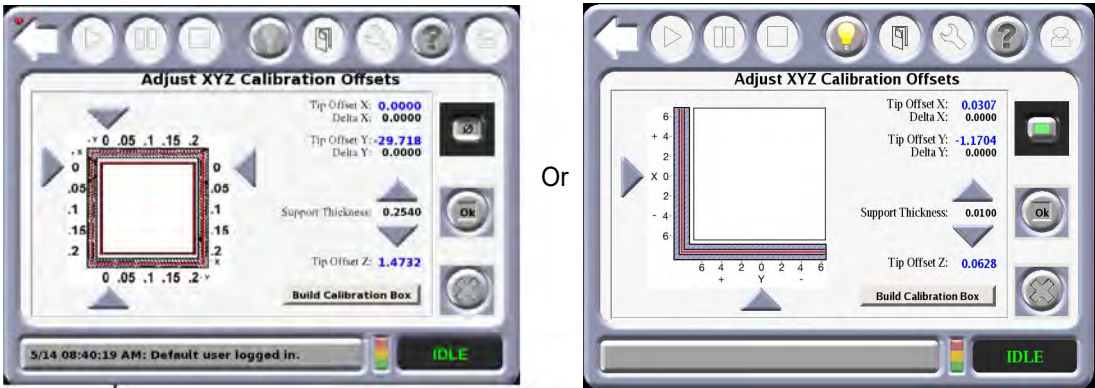 Adjust XYZ Calibration Offsets
Tip Offset X: 0.0000
Delta X: 0.0000
Tip Offset Y: -29.718
Delta Y: 0.0000
-Y 0 .05 .1 .15 .2
+X
0 0
.05 .05
.1 .1
.15 .15
.2 .2
X
0 .05 .1 .15 .2 Y
Support Thickness: 0.2540
Ok
Tip Offset Z: 1.4732
Build Calibration Box
5/14 08:40:19 AM: Default user logged in.
IDLE
Or
Adjust XYZ Calibration Offsets
Tip Offset X: 0.0307
Delta X: 0.0000
Tip Offset Y: -1.1704
Delta Y: 0.0000
6
+ 4
2
X 0
2
- 4
6
6 4 2 0 2 4 6
+ Y -
Support Thickness: 0.0100
Ok
Tip Offset Z: 0.0628
Build Calibration Box
IDLE